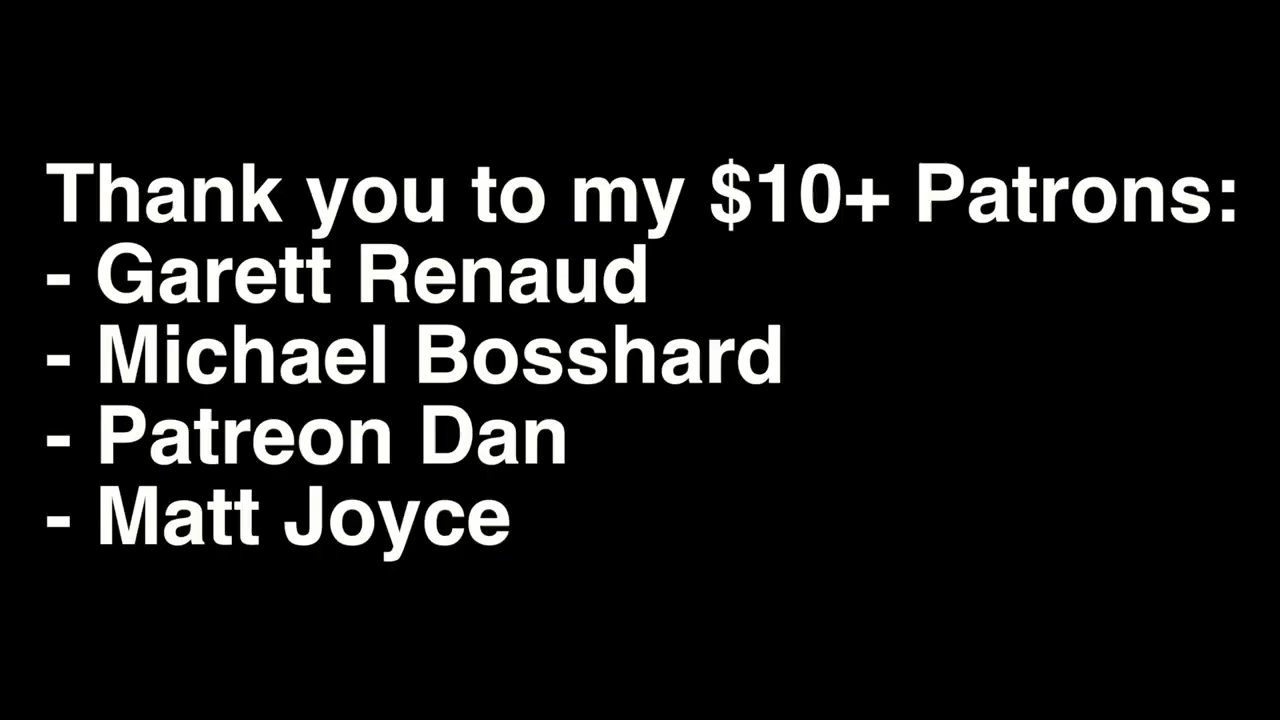 Thank you to my $10+ Patrons:
- Garett Renaud
- Michael Bosshard
- Patreon Dan
- Matt Joyce